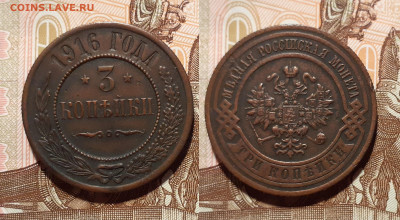 COINS.LAVE.RU
1916 ГОДА
3
КОПѢЙКИ
МѢДНАЯ РОССІЙСКАЯ МОНЕТА
ТРИ КОПѢЙКИ